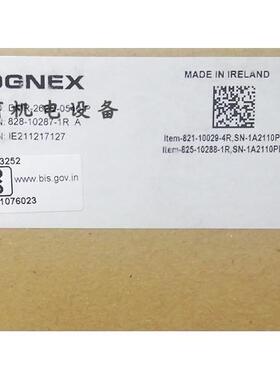 OGNEX
MADE IN IRELAND
机电设备
N: 828-10287-1R A
N: IE211217127
Item-821-10029-4R,SN-1A2110P
Item-825-10288-1R,SN-1A2110P
3252
www.bis.gov.in
1076023